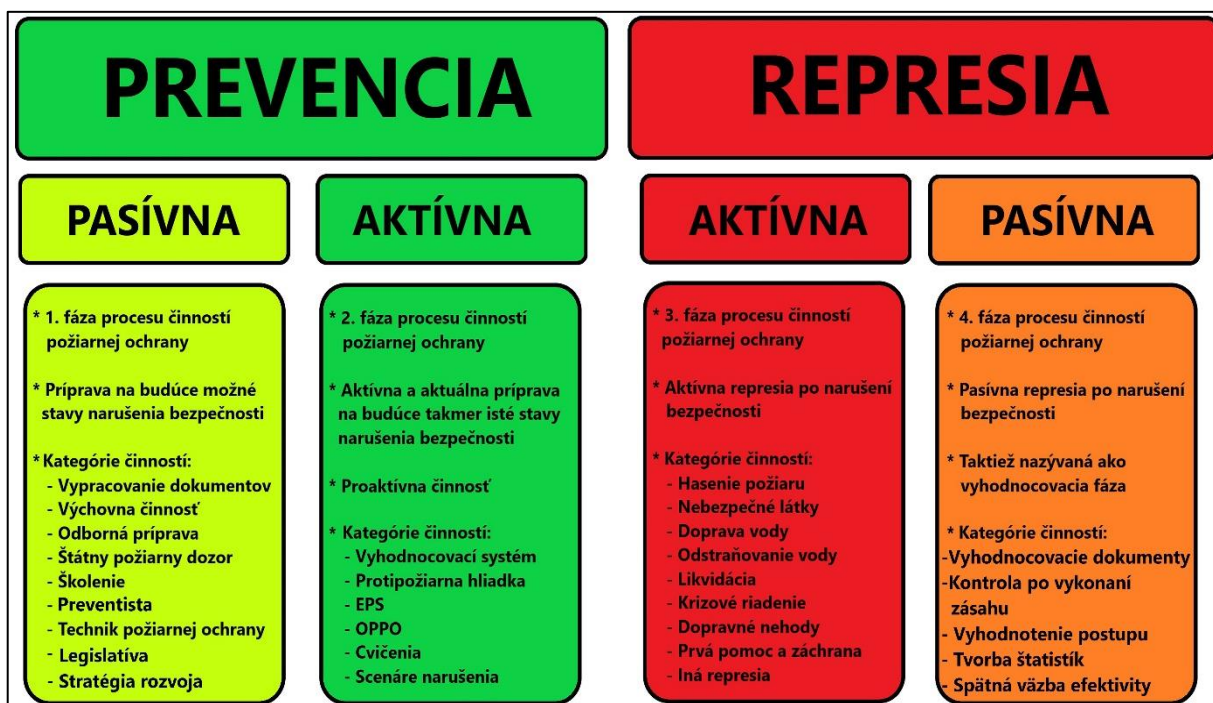 PREVENCIA
REPRESIA
PASÍVNA
AKTÍVNA
AKTÍVNA
PASÍVNA
* 1. fáza procesu činností
požiarnej ochrany
* Príprava na budúce možné
stavy narušenia bezpečnosti
* Kategórie činností:
- Vypracovanie dokumentov
- Výchovna činnosť
- Odborná príprava
- Štátny požiarny dozor
- Školenie
- Preventista
- Technik požiarnej ochrany
- Legislatíva
- Stratégia rozvoja
* 2. fáza procesu činností
požiarnej ochrany
* Aktívna a aktuálna príprava
na budúce takmer isté stavy
narušenia bezpečnosti
* Proaktívna činnosť
* Kategórie činností:
- Vyhodnocovací systém
- Protipožiarna hliadka
- EPS
- OPPO
- Cvičenia
- Scenáre narušenia
* 3. fáza procesu činností
požiarnej ochrany
* Aktívna represia po narušení
bezpečnosti
* Kategórie činností:
- Hasenie požiaru
- Nebezpečné látky
- Doprava vody
- Odstraňovanie vody
- Likvidácia
- Krizové riadenie
- Dopravné nehody
- Prvá pomoc a záchrana
- Iná represia
* 4. fáza procesu činností
požiarnej ochrany
* Pasívna represia po narušení
bezpečnosti
* Taktiež nazývaná ako
vyhodnocovacia fáza
* Kategórie činností:
-Vyhodnocovacie dokumenty
-Kontrola po vykonaní
zásahu
- Vyhodnotenie postupu
- Tvorba štatistík
- Spätná väzba efektivity